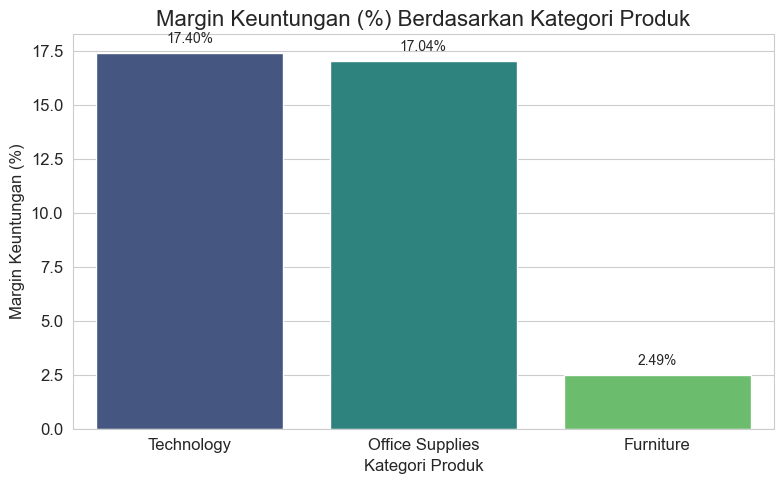 Margin Keuntungan (%) Berdasarkan Kategori Produk
17.40%
17.04%
2.49%
17.5
15.0
12.5
10.0
7.5
5.0
2.5
0.0
Margin Keuntungan (%)
Technology
Office Supplies
Furniture
Kategori Produk